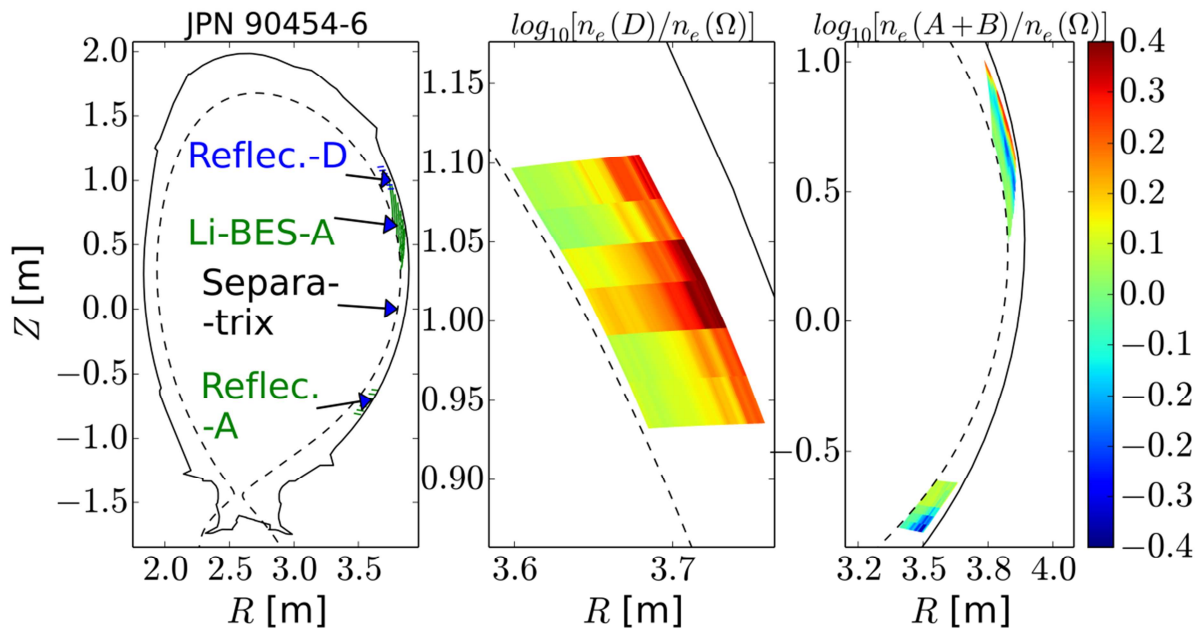 JPN 90454-6
2.0
1.5
1.0
0.5
0.0
−0.5
−1.0
−1.5
Z [m]
Reflec.-D
Li-BES-A
Separa-
-trix
Reflec.
-A
2.0 2.5 3.0 3.5
R [m]
log10[ne(D)/ne(Ω)]
1.15
1.10
1.05
1.00
0.95
0.90
3.6 3.7
R [m]
log10[ne(A+B)/ne(Ω)]
1.0
0.5
0.0
−0.5
3.2 3.5 3.8 4.0
R [m]
0.4
0.3
0.2
0.1
0.0
−0.1
−0.2
−0.3
−0.4